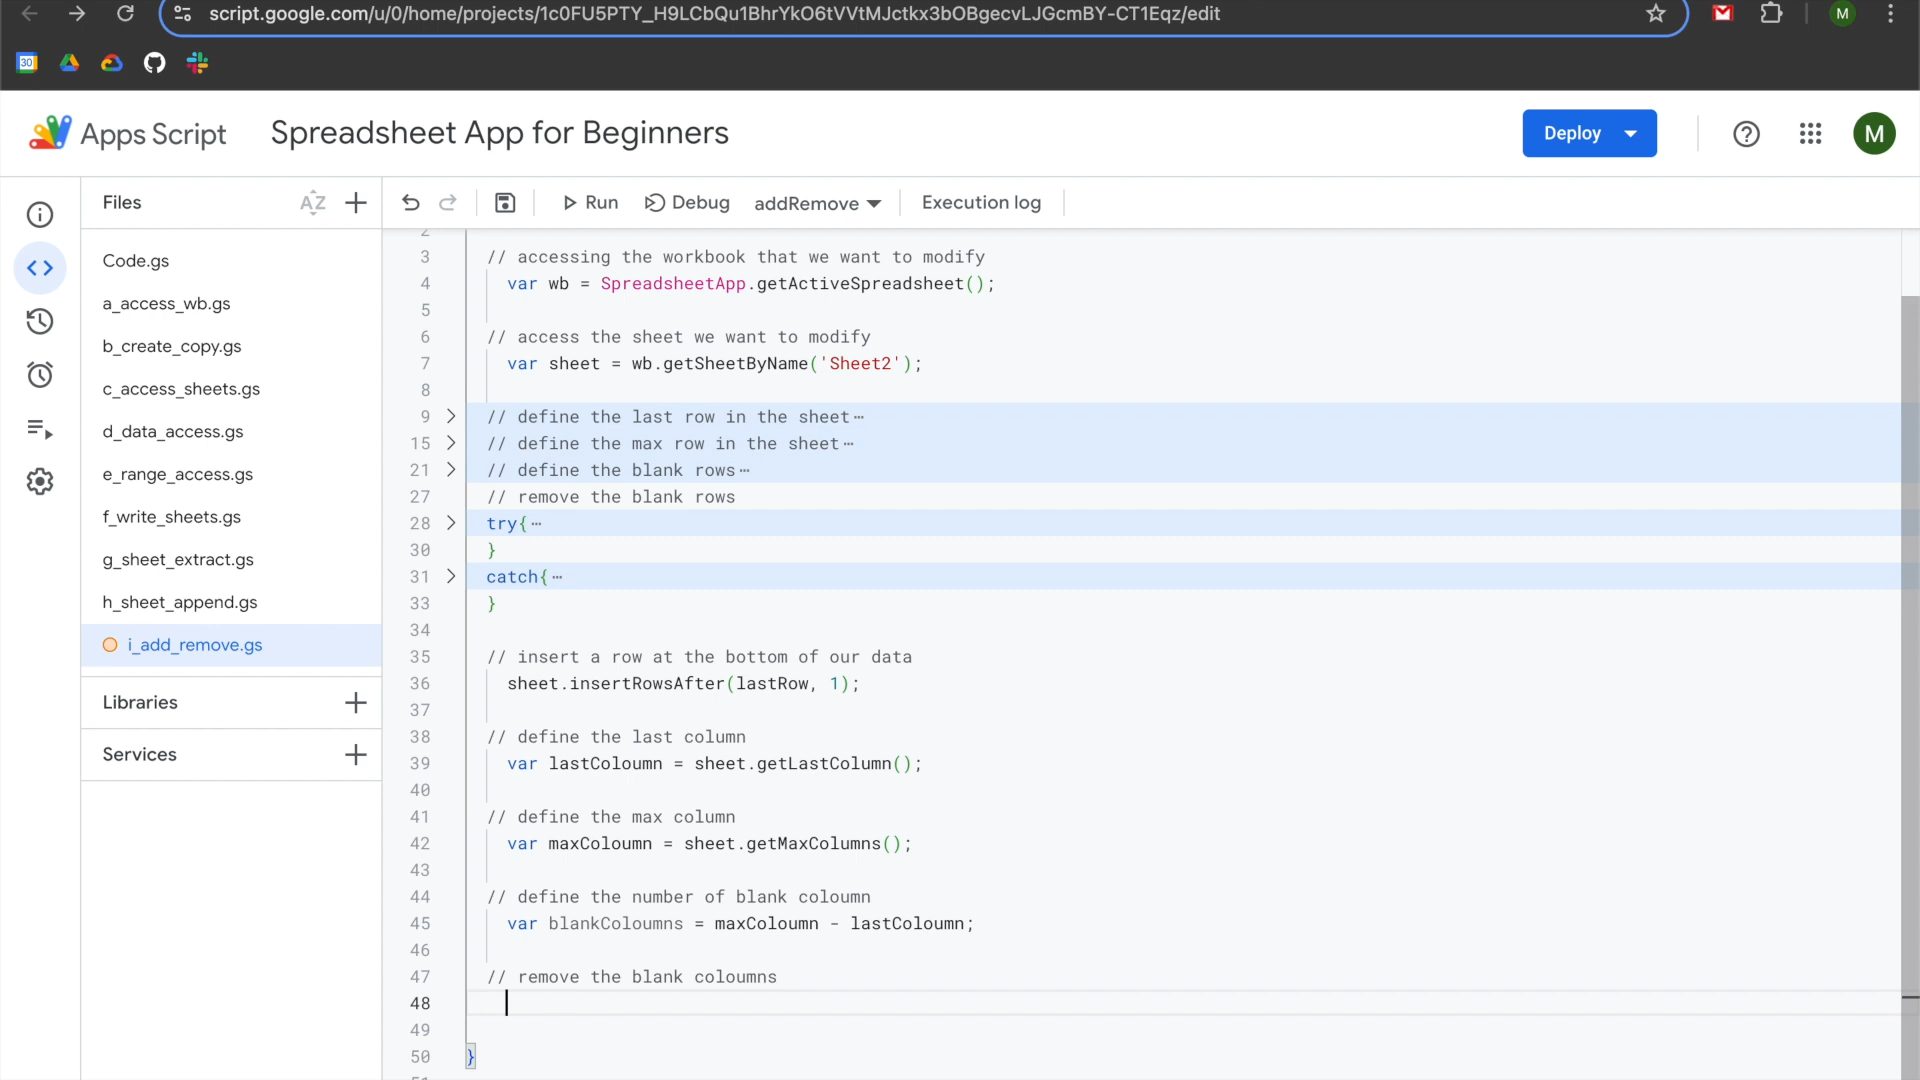 script.google.com/u/0/home/projects/1c0FU5PTY_H9LCbQu1BhrYkO6tVVtMJctkx3bOBgecvLJGcmBY-CT1Eqz/edit
M
30
Apps Script
Spreadsheet App for Beginners
Deploy
M
Files
AZ
Run
Debug
addRemove
Execution log
Code.gs
a_access_wb.gs
b_create_copy.gs
c_access_sheets.gs
d_data_access.gs
e_range_access.gs
f_write_sheets.gs
g_sheet_extract.gs
h_sheet_append.gs
i_add_remove.gs
Libraries
Services
2
3 // accessing the workbook that we want to modify
4 var wb = SpreadsheetApp.getActiveSpreadsheet();
5
6 // access the sheet we want to modify
7 var sheet = wb.getSheetByName('Sheet2');
8
9 // define the last row in the sheet…
15 // define the max row in the sheet…
21 // define the blank rows…
27 // remove the blank rows
28 try{…
30 }
31 catch{…
33 }
34
35 // insert a row at the bottom of our data
36 sheet.insertRowsAfter(lastRow, 1);
37
38 // define the last column
39 var lastColoumn = sheet.getLastColumn();
40
41 // define the max column
42 var maxColoumn = sheet.getMaxColumns();
43
44 // define the number of blank coloumn
45 var blankColoumns = maxColoumn - lastColoumn;
46
47 // remove the blank coloumns
48
49
50 }